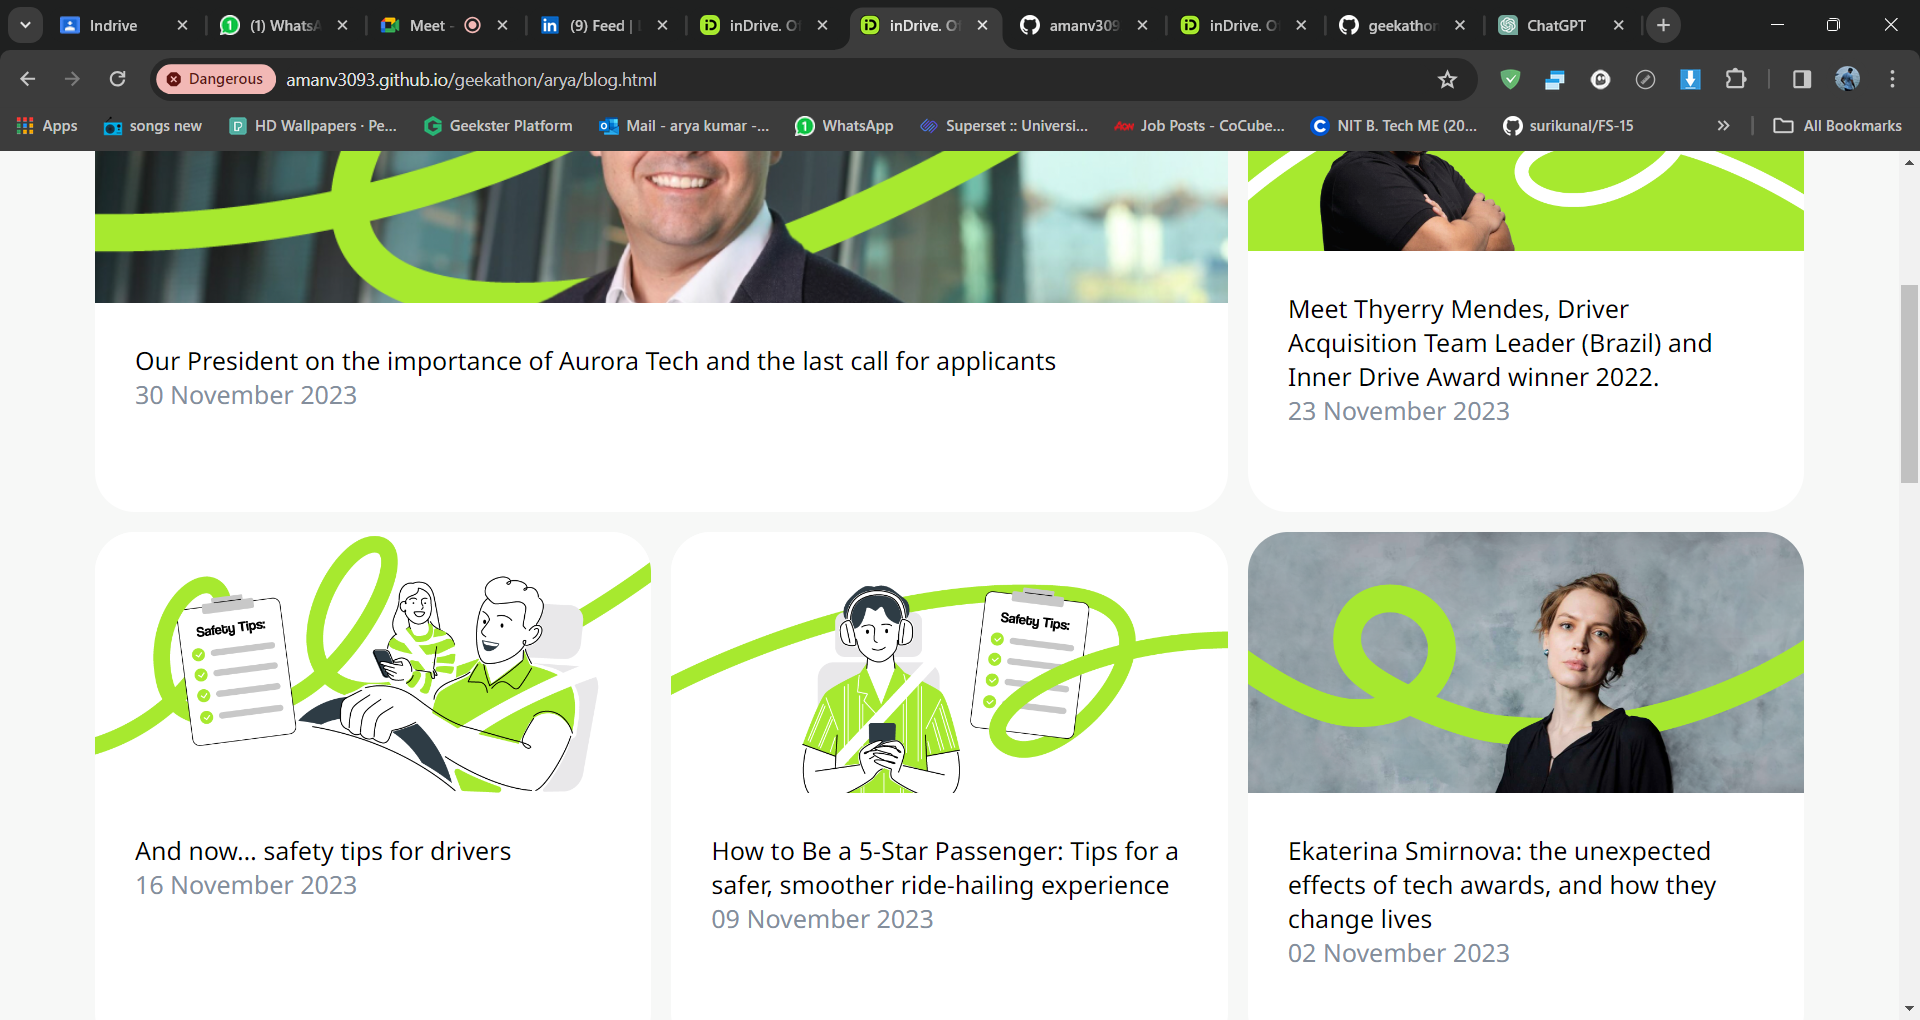 Indrive
(1) WhatsA
Meet -
(9) Feed |
inDrive. O
inDrive. O
amanv309
inDrive. O
geekathon
ChatGPT
Dangerous
amanv3093.github.io/geekathon/arya/blog.html
Apps
songs new
HD Wallpapers · Pe...
Geekster Platform
Mail - arya kumar -...
WhatsApp
Superset :: Universi...
Job Posts - CoCube...
NIT B. Tech ME (20...
surikunal/FS-15
All Bookmarks
Our President on the importance of Aurora Tech and the last call for applicants
30 November 2023
Meet Thyerry Mendes, Driver
Acquisition Team Leader (Brazil) and
Inner Drive Award winner 2022.
23 November 2023
Safety Tips:
Safety Tips:
And now... safety tips for drivers
16 November 2023
How to Be a 5-Star Passenger: Tips for a
safer, smoother ride-hailing experience
09 November 2023
Ekaterina Smirnova: the unexpected
effects of tech awards, and how they
change lives
02 November 2023